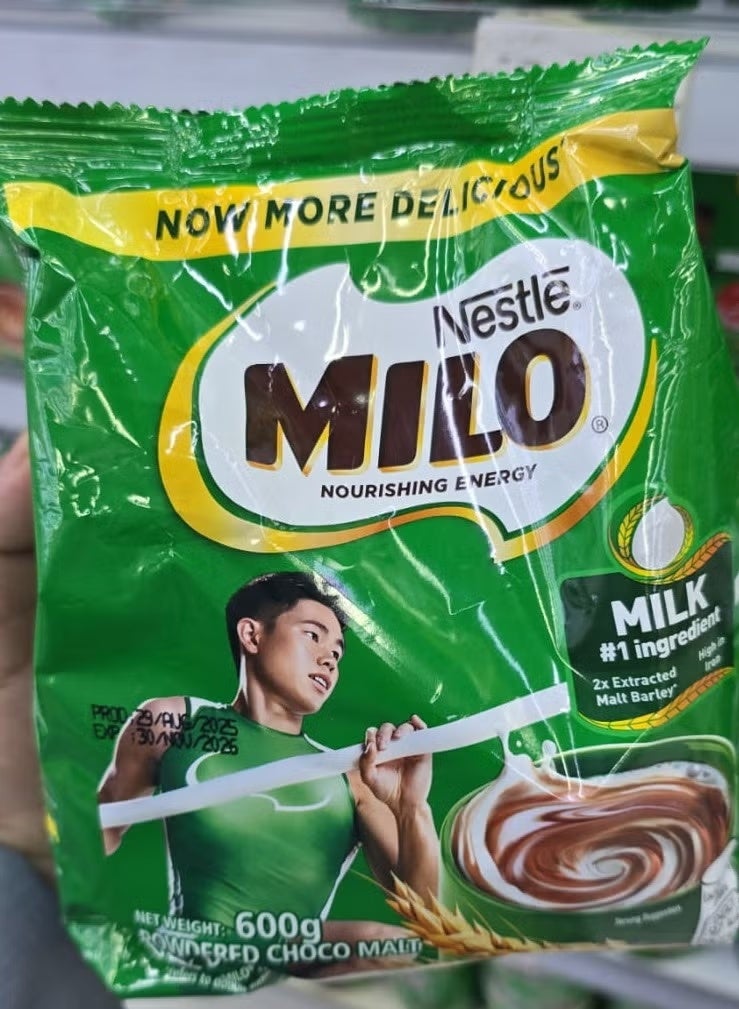 NOW MORE DELICIOUS*
Nestlé®
MILO®
NOURISHING ENERGY
MILK
#1 ingredient
2x Extracted
Malt Barley*
High in
Iron
PROD:29/AUG/2025
EXP :30/NOV/2026
NET WEIGHT: 600g
POWDERED CHOCO MALT